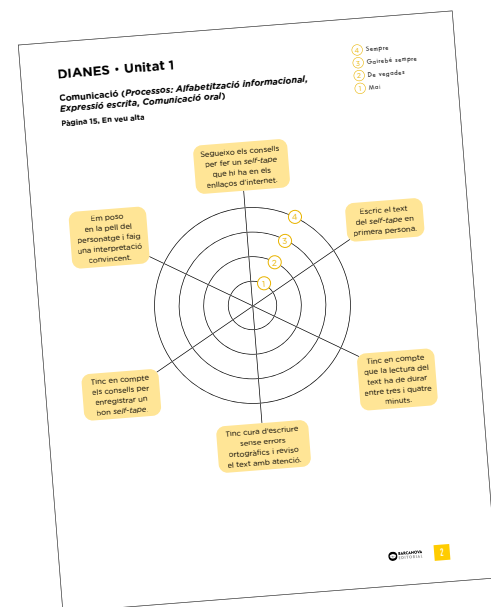 DIANES • Unitat 1
4 Sempre
3 Gairebé sempre
2 De vegades
1 Mai
Comunicació (Processos: Alfabetització informacional,
Expressió escrita, Comunicació oral)
Pàgina 15, En veu alta
Segueixo els consells
per fer un self-tape
que hi ha en els
enllaços d'internet.
Em poso
en la pell del
personatge i faig
una interpretació
convincent.
Escric el text
del self-tape en
primera persona.
4
3
2
1
Tinc en compte
els consells per
enregistrar un
bon self-tape
Tinc en compte
que la lectura del
text ha de durar
entre tres i quatre
minuts.
Tinc cura d'escriure
sense errors
ortogràfics i reviso
el text amb atenció.
BARCANOVA
EDITORIAL
2